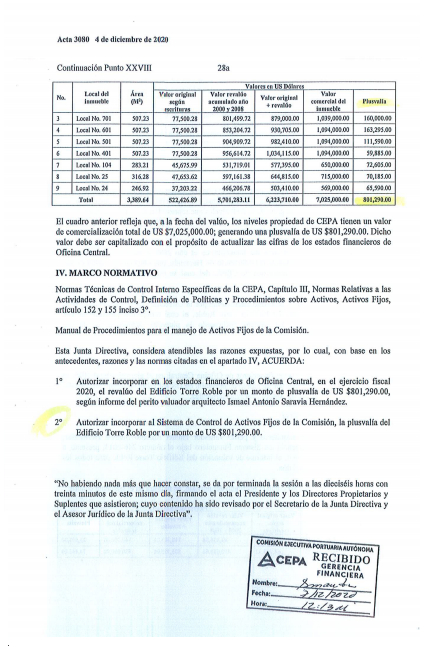 Acta 3080   4 de diciembre de 2020
Continuación Punto XXVIII   28a
Valores en US Dólares
No. Local del inmueble Área (M²) Valor original según escrituras Valor revalúo acumulado año 2000 y 2008 Valor original + revalúo Valor comercial del inmueble Plusvalía
3 Local No. 701 507.23 77,500.28 801,499.72 879,000.00 1,039,000.00 160,000.00
4 Local No. 601 507.23 77,500.28 853,204.72 930,705.00 1,094,000.00 163,295.00
5 Local No. 501 507.23 77,500.28 904,909.72 982,410.00 1,094,000.00 111,590.00
6 Local No. 401 507.23 77,500.28 956,614.72 1,034,115.00 1,094,000.00 59,885.00
7 Local No. 104 283.21 45,675.99 531,719.01 577,395.00 650,000.00 72,605.00
8 Local No. 25 316.28 47,653.62 597,161.38 644,815.00 715,000.00 70,185.00
9 Local No. 24 246.92 37,203.22 466,206.78 503,410.00 569,000.00 65,590.00
Total 3,389.64 522,426.89 5,701,283.11 6,223,710.00 7,025,000.00 801,290.00
El cuadro anterior refleja que, a la fecha del valúo, los niveles propiedad de CEPA tienen un valor
de comercialización total de US $7,025,000.00; generando una plusvalía de US $801,290.00. Dicho
valor debe ser capitalizado con el propósito de actualizar las cifras de los estados financieros de
Oficina Central.
IV. MARCO NORMATIVO
Normas Técnicas de Control Interno Específicas de la CEPA, Capítulo III, Normas Relativas a las
Actividades de Control, Definición de Políticas y Procedimientos sobre Activos, Activos Fijos,
artículo 152 y 155 inciso 3°.
Manual de Procedimientos para el manejo de Activos Fijos de la Comisión.
Esta Junta Directiva, considera atendibles las razones expuestas, por lo cual, con base en los
antecedentes, razones y las normas citadas en el apartado IV, ACUERDA:
1° Autorizar incorporar en los estados financieros de Oficina Central, en el ejercicio fiscal
2020, el revalúo del Edificio Torre Roble por un monto de plusvalía de US $801,290.00,
según informe del perito valuador arquitecto Ismael Antonio Saravia Hernández.
2° Autorizar incorporar al Sistema de Control de Activos Fijos de la Comisión, la plusvalía del
Edificio Torre Roble por un monto de US $801,290.00.
"No habiendo nada más que hacer constar, se da por terminada la sesión a las dieciséis horas con
treinta minutos de este mismo día, firmando el acta el Presidente y los Directores Propietarios y
Suplentes que asistieron; cuyo contenido ha sido revisado por el Secretario de la Junta Directiva y
el Asesor Jurídico de la Junta Directiva".
COMISIÓN EJECUTIVA PORTUARIA AUTÓNOMA
CEPA RECIBIDO
GERENCIA
FINANCIERA
Nombre:
Fecha:
Hora: